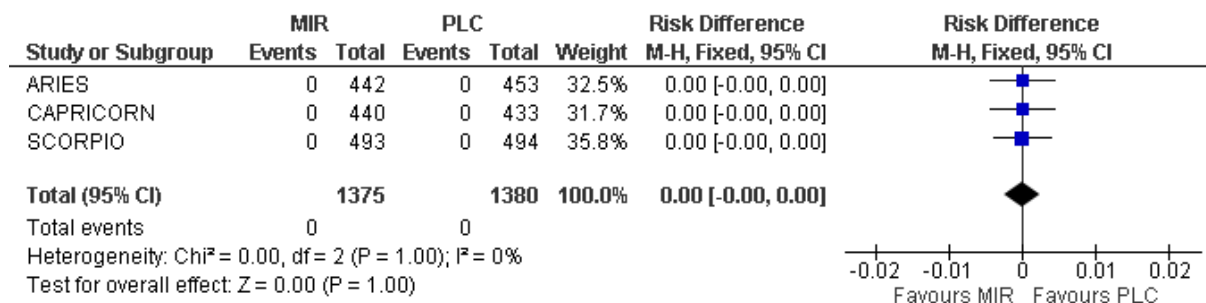 MIR PLC Risk Difference Risk Difference
Study or Subgroup Events Total Events Total Weight M-H, Fixed, 95% CI M-H, Fixed, 95% CI
ARIES 0 442 0 453 32.5% 0.00 [-0.00, 0.00]
CAPRICORN 0 440 0 433 31.7% 0.00 [-0.00, 0.00]
SCORPIO 0 493 0 494 35.8% 0.00 [-0.00, 0.00]
Total (95% CI) 1375 1380 100.0% 0.00 [-0.00, 0.00]
Total events 0 0
Heterogeneity: Chi² = 0.00, df = 2 (P = 1.00); I² = 0%
Test for overall effect: Z = 0.00 (P = 1.00)
-0.02 -0.01 0 0.01 0.02
Favours MIR Favours PLC